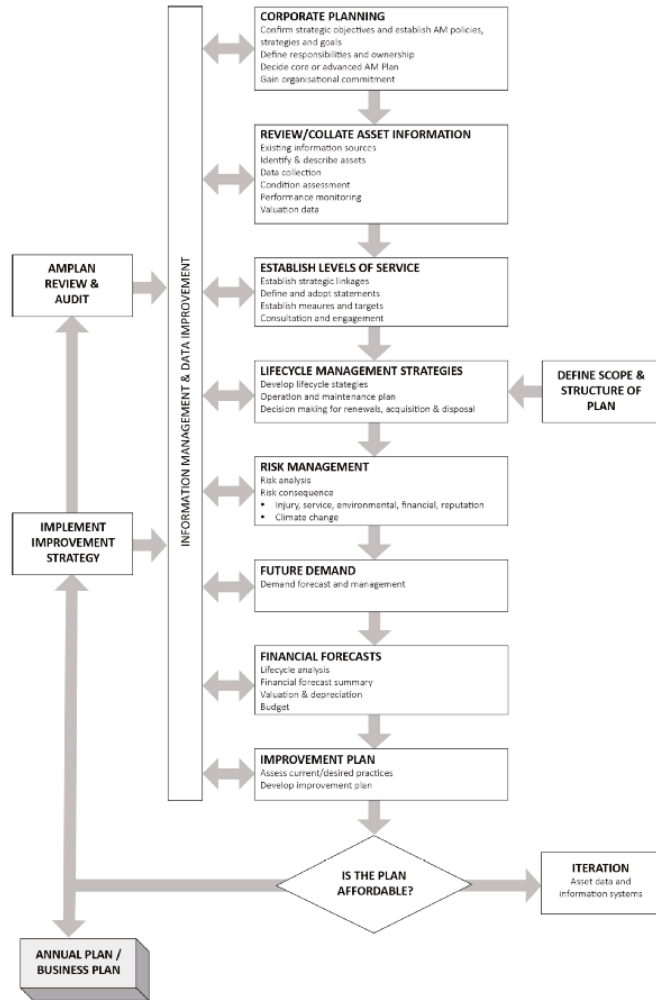 CORPORATE PLANNING
Confirm strategic objectives and establish AM policies,
strategies and goals
Define responsibilities and ownership
Decide core or advanced AM Plan
Gain organisational commitment
REVIEW/COLLATE ASSET INFORMATION
Existing information sources
Identify & describe assets
Data collection
Condition assessment
Performance monitoring
Valuation data
INFORMATION MANAGEMENT & DATA IMPROVEMENT
AMPLAN
REVIEW &
AUDIT
ESTABLISH LEVELS OF SERVICE
Establish strategic linkages
Define and adopt statements
Establish meaures and targets
Consultation and engagement
LIFECYCLE MANAGEMENT STRATEGIES
Develop lifecycle stategies
Operation and maintenance plan
Decision making for renewals, acquisition & disposal
DEFINE SCOPE &
STRUCTURE OF
PLAN
RISK MANAGEMENT
Risk analysis
Risk consequence
• Injury, service, environmental, financial, reputation
• Climate change
IMPLEMENT
IMPROVEMENT
STRATEGY
FUTURE DEMAND
Demand forecast and management
FINANCIAL FORECASTS
Lifecycle analysis
Financial forecast summary
Valuation & depreciation
Budget
IMPROVEMENT PLAN
Assess current/desired practices
Develop improvement plan
IS THE PLAN
AFFORDABLE?
ITERATION
Asset data and
information systems
ANNUAL PLAN /
BUSINESS PLAN